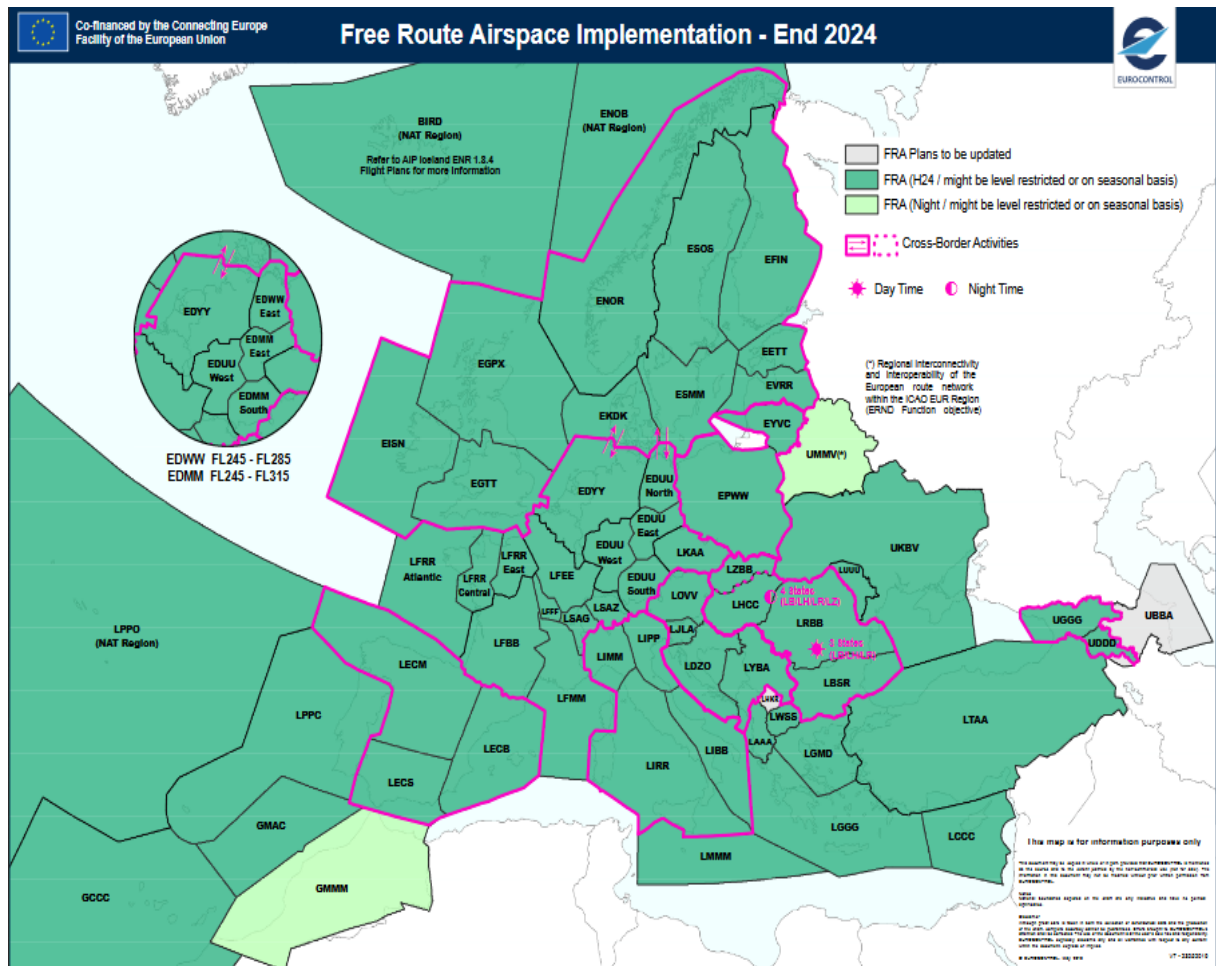 Co-financed by the Connecting Europe
Facility of the European Union
Free Route Airspace Implementation - End 2024
EUROCONTROL
BIRD
(NAT Region)
Refer to AIP Iceland ENR 1.8.4
Flight Plans for more Information
ENOB
(NAT Region)
FRA Plans to be updated
FRA (H24 / might be level restricted or on seasonal basis)
FRA (Night / might be level restricted or on seasonal basis)
Cross-Border Activities
Day Time
Night Time
(*) Regional Interconnectivity
and Interoperability of the
European route network
within the ICAO EUR Region
(ERND Function objective)
EDYY
EDWW
East
EDMM
East
EDUU
West
EDMM
South
EDWW FL245 - FL285
EDMM FL245 - FL315
ESOS
EFIN
ENOR
EGPX
EETT
EVRR
ESMM
EKDK
EYVC
UMMV(*)
EISN
EGTT
EDYY
EDUU
North
EPWW
EDUU
East
EDUU
West
EDUU
South
LKAA
UKBV
LFRR
Atlantic
LFRR
Central
LFRR
East
LFEE
LFFF
LSAG
LSAZ
LOVV
LZBB
LHCC
4 States
(LB/LH/LR/LZ)
LUUU
LRBB
3 States
LJLA
LIPP
LIMM
LDZO
LYBA
LBSR
LWSS
LAAA
LFBB
LFMM
LPPO
(NAT Region)
LECM
LPPC
LECB
LECS
LIRR
LIBB
LGMD
LTAA
UGGG
UDDD
UBBA
GMAC
GMMM
GCCC
LMMM
LGGG
LCCC
This map is for information purposes only